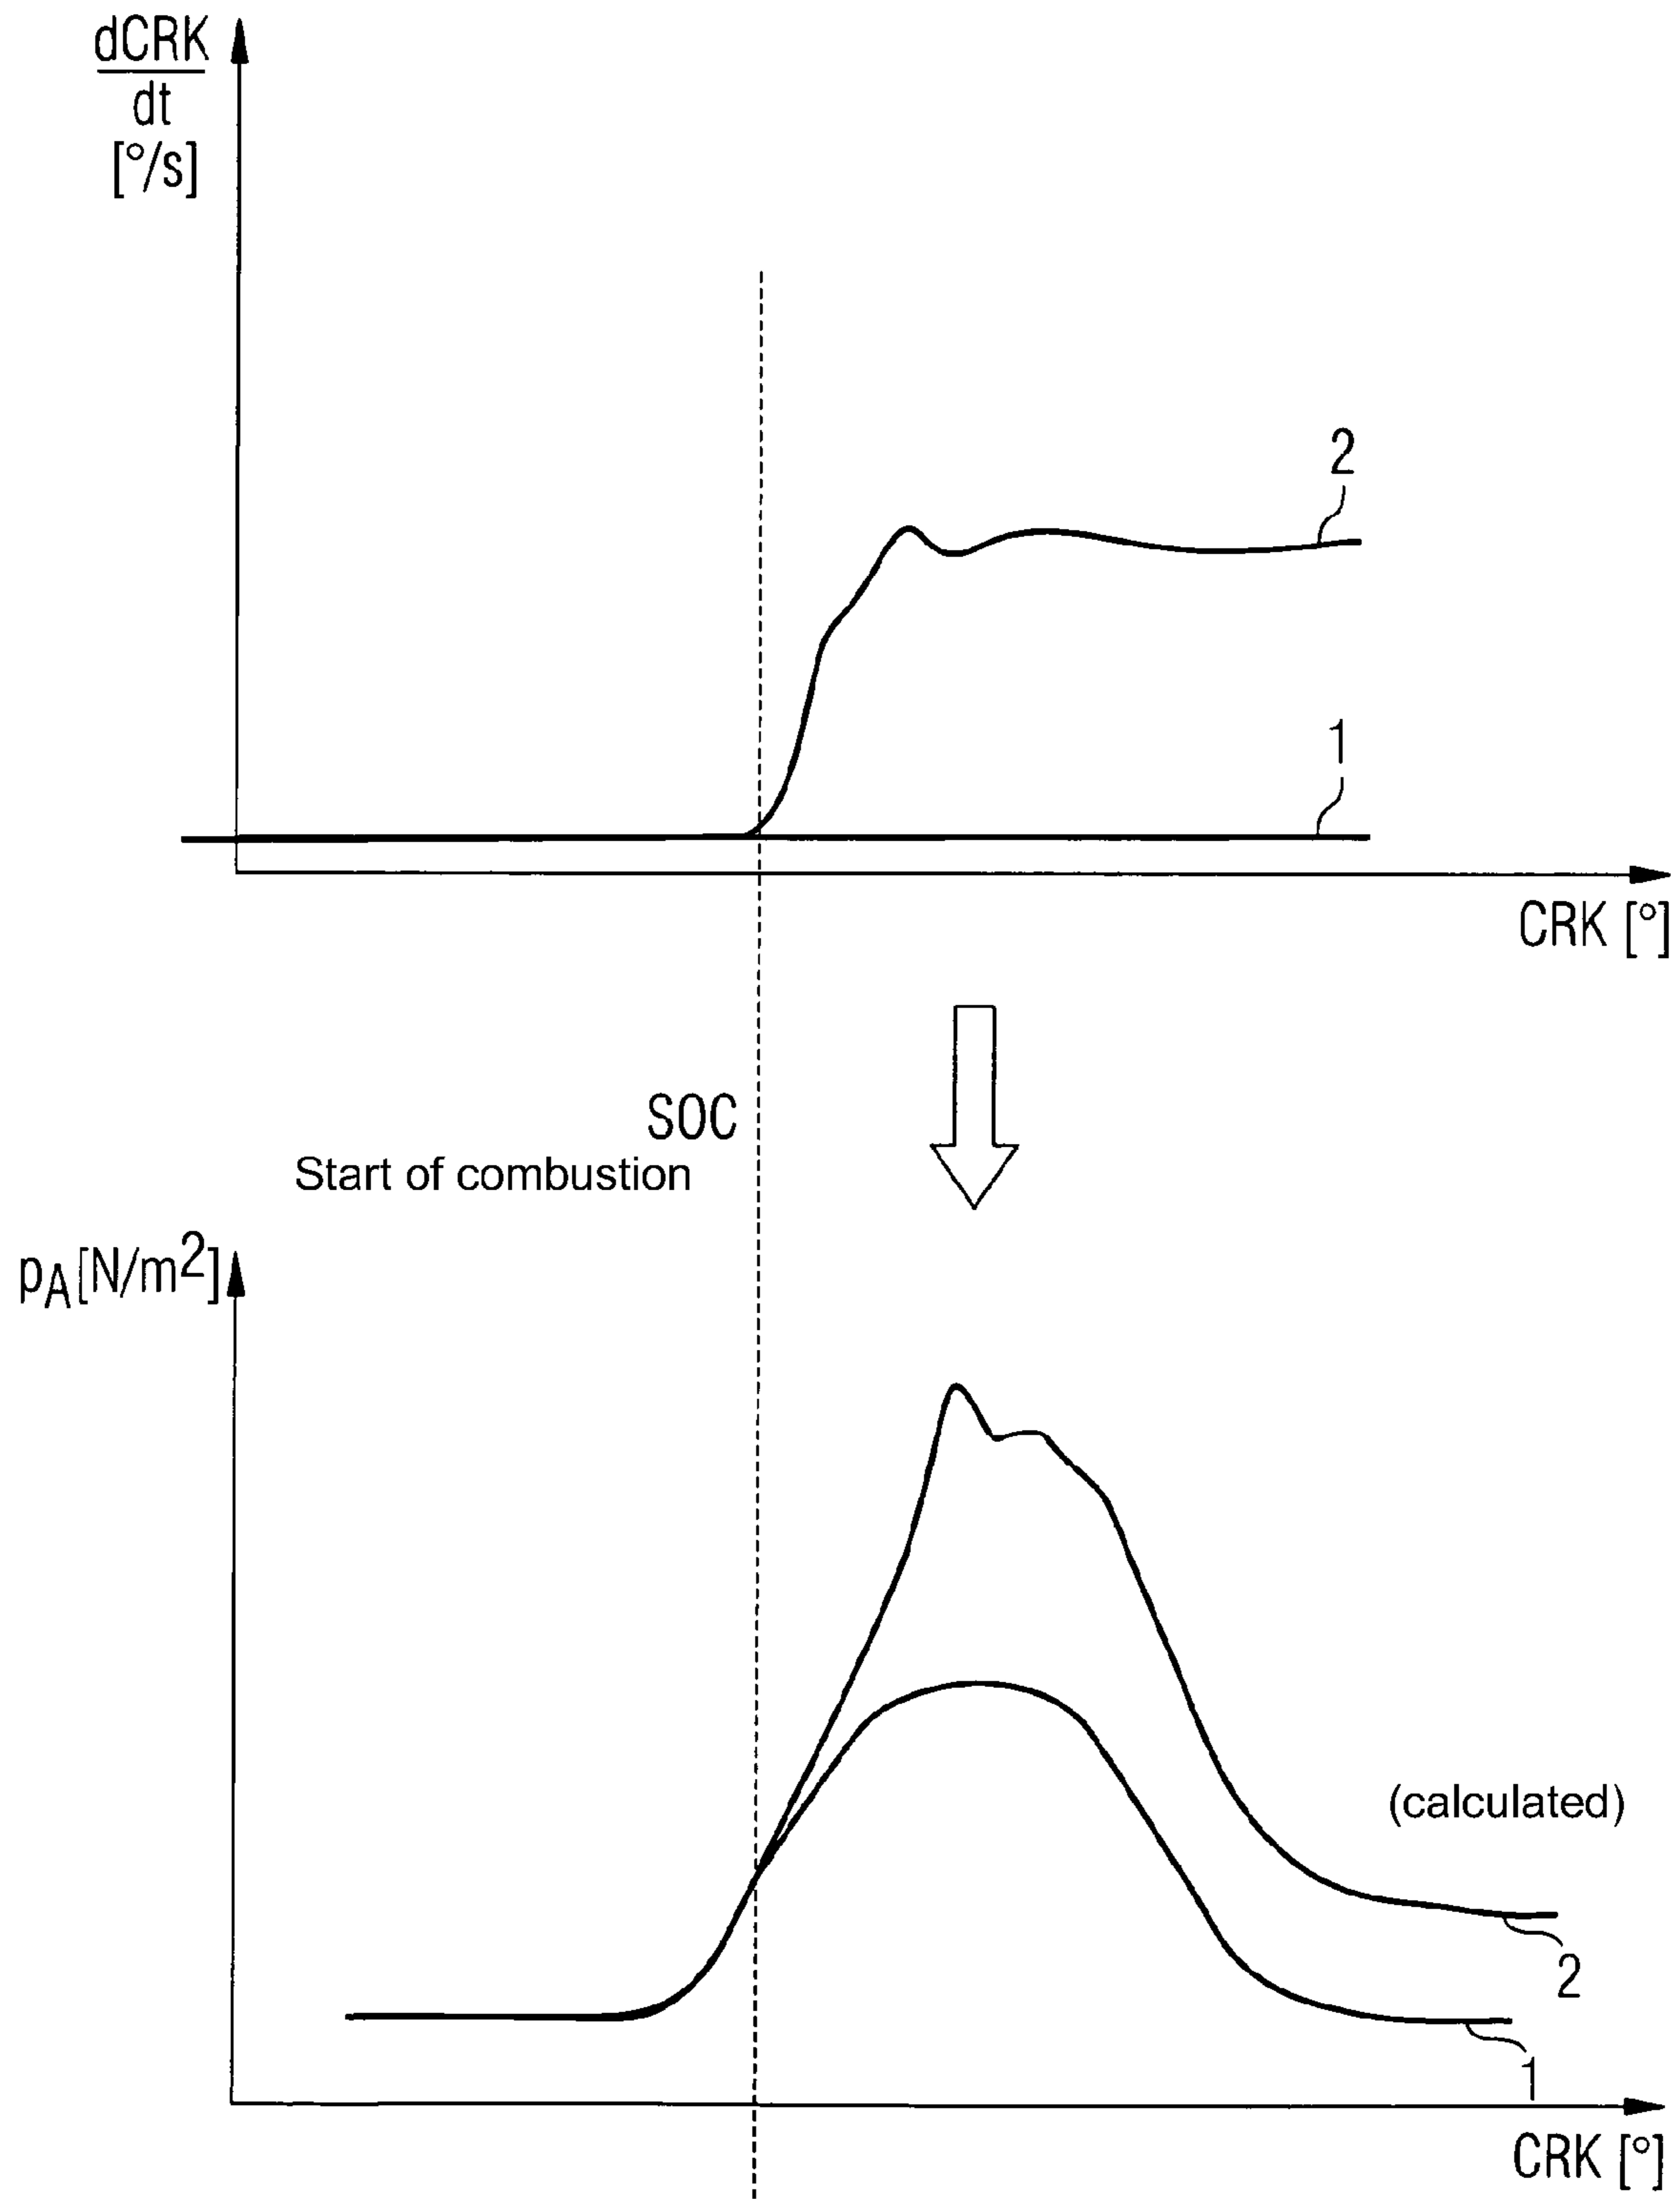 dCRK
dt
[°/s]
2
1
CRK [°]
SOC
Start of combustion
pA[N/m2]
(calculated)
2
1
CRK [°]